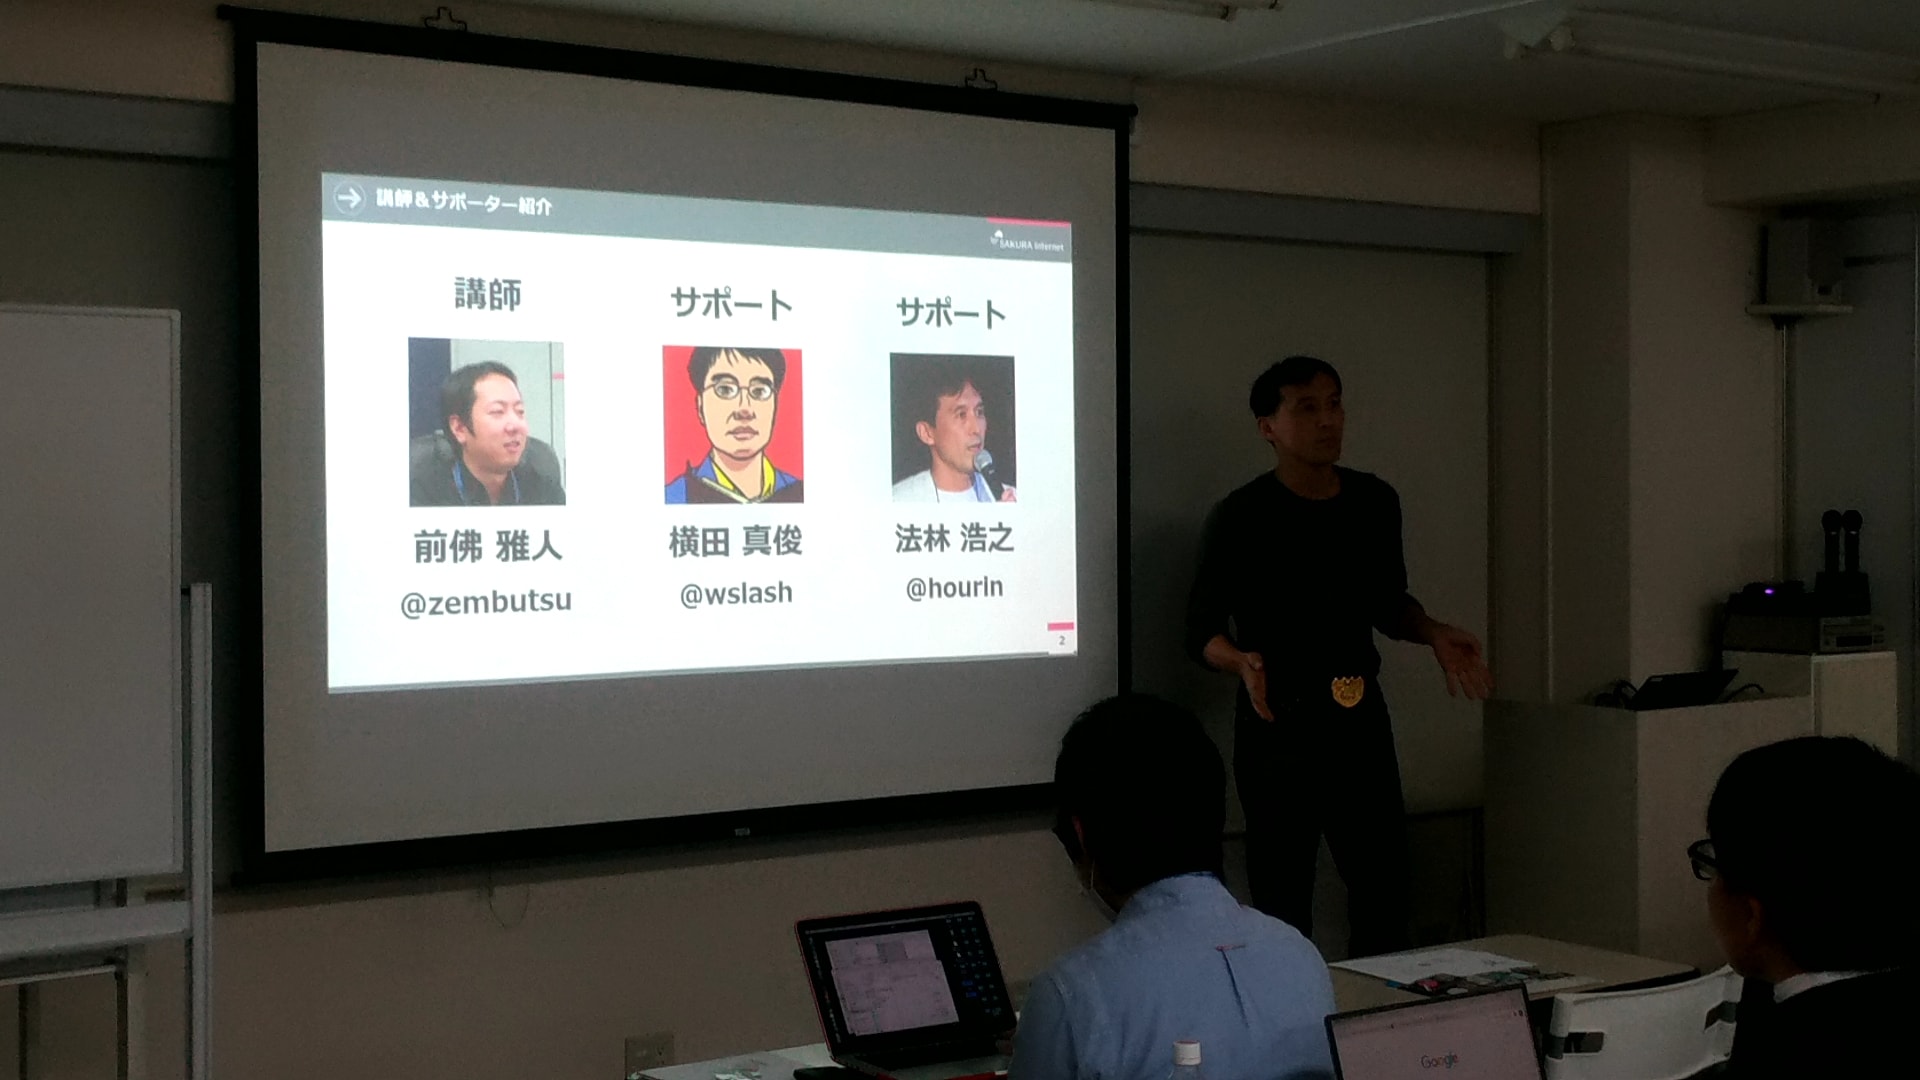 講師＆サポーター紹介
SAKURA internet
講師
サポート
サポート
前佛 雅人
横田 真俊
法林 浩之
@zembutsu
@wslash
@hourin
2
Google